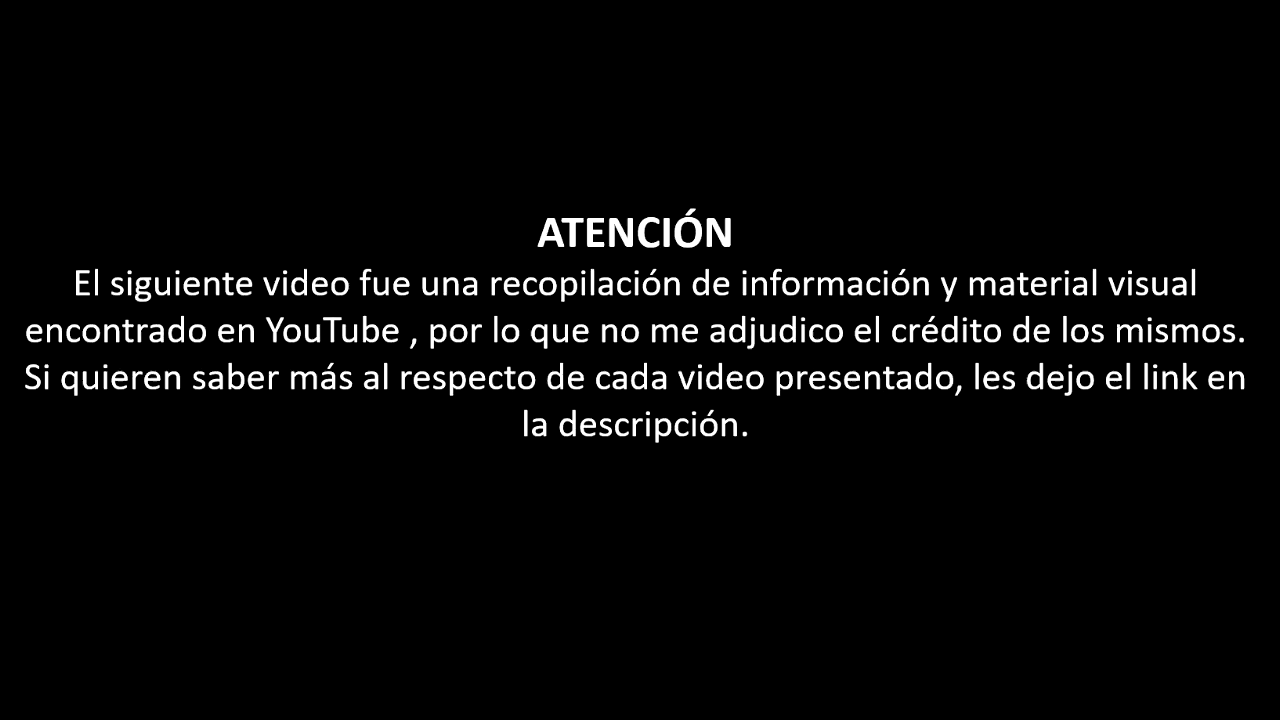 ATENCIÓN
El siguiente video fue una recopilación de información y material visual
encontrado en YouTube , por lo que no me adjudico el crédito de los mismos.
Si quieren saber más al respecto de cada video presentado, les dejo el link en
la descripción.